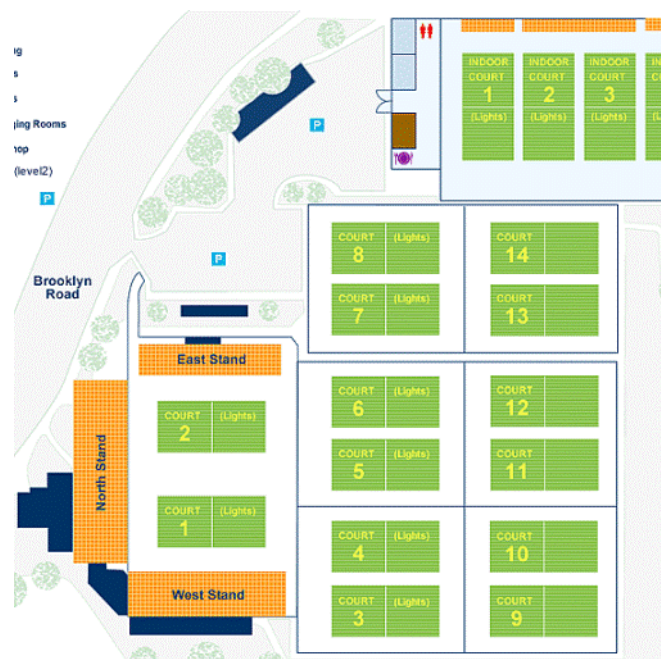 ging Rooms
(level2)
P
P
P
Brooklyn
Road
INDOOR
COURT
1
(Lights)
INDOOR
COURT
2
(Lights)
INDOOR
COURT
3
(Lights)
COURT (Lights)
8
COURT
14
COURT (Lights)
7
COURT
13
East Stand
COURT (Lights)
6
COURT
12
COURT (Lights)
2
COURT (Lights)
5
COURT
11
North Stand
COURT (Lights)
1
COURT (Lights)
4
COURT
10
West Stand
COURT (Lights)
3
COURT
9